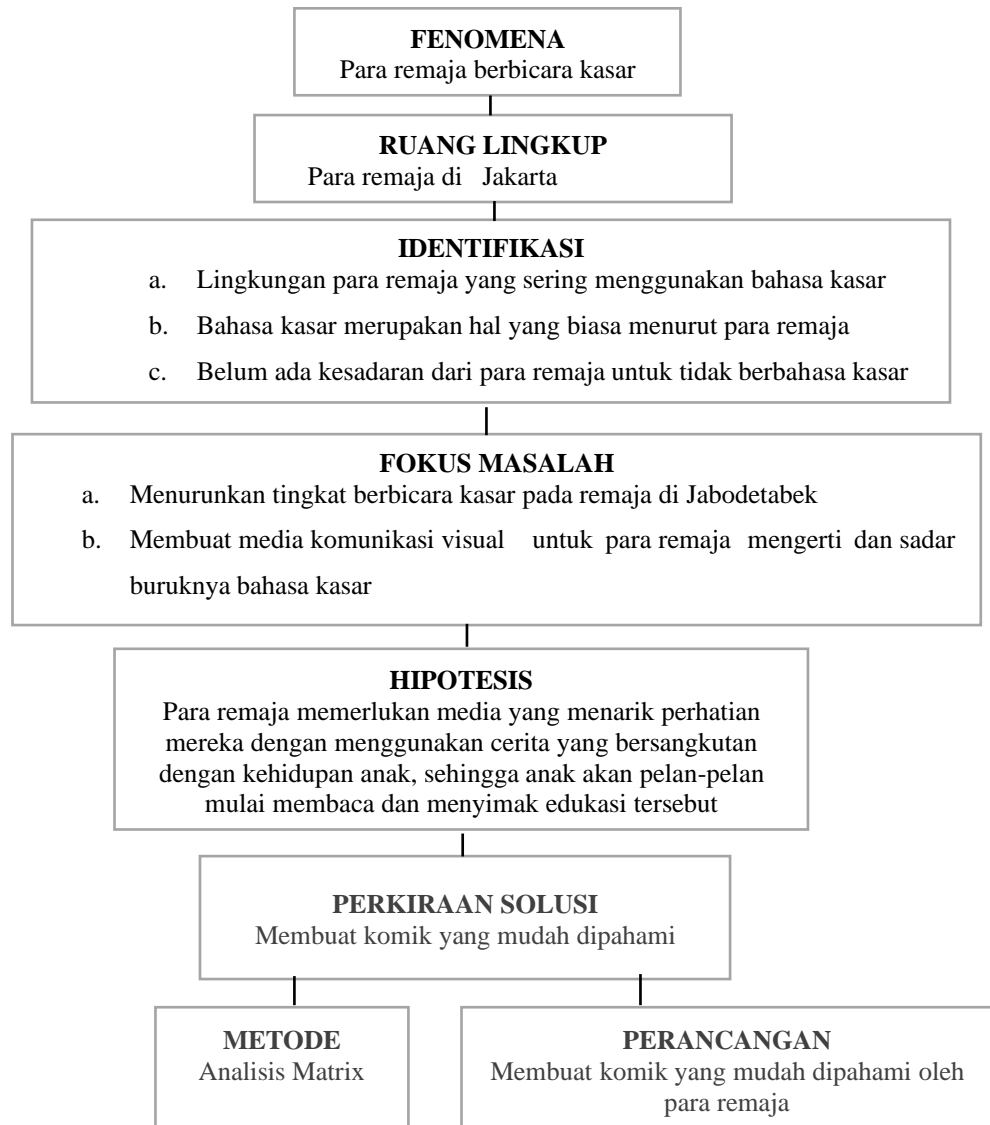 FENOMENA
Para remaja berbicara kasar
RUANG LINGKUP
Para remaja di Jakarta
IDENTIFIKASI
a. Lingkungan para remaja yang sering menggunakan bahasa kasar
b. Bahasa kasar merupakan hal yang biasa menurut para remaja
c. Belum ada kesadaran dari para remaja untuk tidak berbahasa kasar
FOKUS MASALAH
a. Menurunkan tingkat berbicara kasar pada remaja di Jabodetabek
b. Membuat media komunikasi visual untuk para remaja mengerti dan sadar
buruknya bahasa kasar
HIPOTESIS
Para remaja memerlukan media yang menarik perhatian
mereka dengan menggunakan cerita yang bersangkutan
dengan kehidupan anak, sehingga anak akan pelan-pelan
mulai membaca dan menyimak edukasi tersebut
PERKIRAAN SOLUSI
Membuat komik yang mudah dipahami
METODE
Analisis Matrix
PERANCANGAN
Membuat komik yang mudah dipahami oleh
para remaja